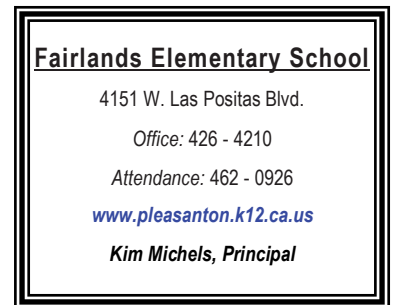 Fairlands Elementary School
4151 W. Las Positas Blvd.
Office: 426 - 4210
Attendance: 462 - 0926
www.pleasanton.k12.ca.us
Kim Michels, Principal